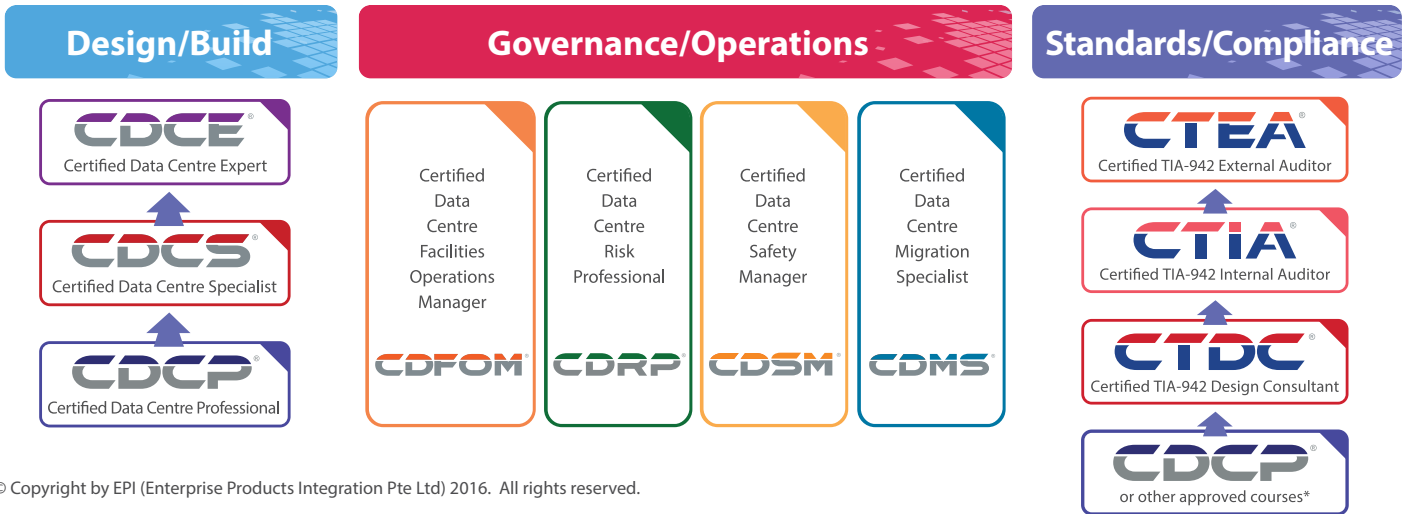 Design/Build
CDCE®
Certified Data Centre Expert
CDCS®
Certified Data Centre Specialist
CDCP®
Certified Data Centre Professional
Governance/Operations
Certified
Data
Centre
Facilities
Operations
Manager
CDFOM®
Certified
Data
Centre
Risk
Professional
CDRP®
Certified
Data
Centre
Safety
Manager
CDSM®
Certified
Data
Centre
Migration
Specialist
CDMS®
Standards/Compliance
CTEA®
Certified TIA-942 External Auditor
CTIA®
Certified TIA-942 Internal Auditor
CTDC®
Certified TIA-942 Design Consultant
CDCP®
or other approved courses*
© Copyright by EPI (Enterprise Products Integration Pte Ltd) 2016.  All rights reserved.